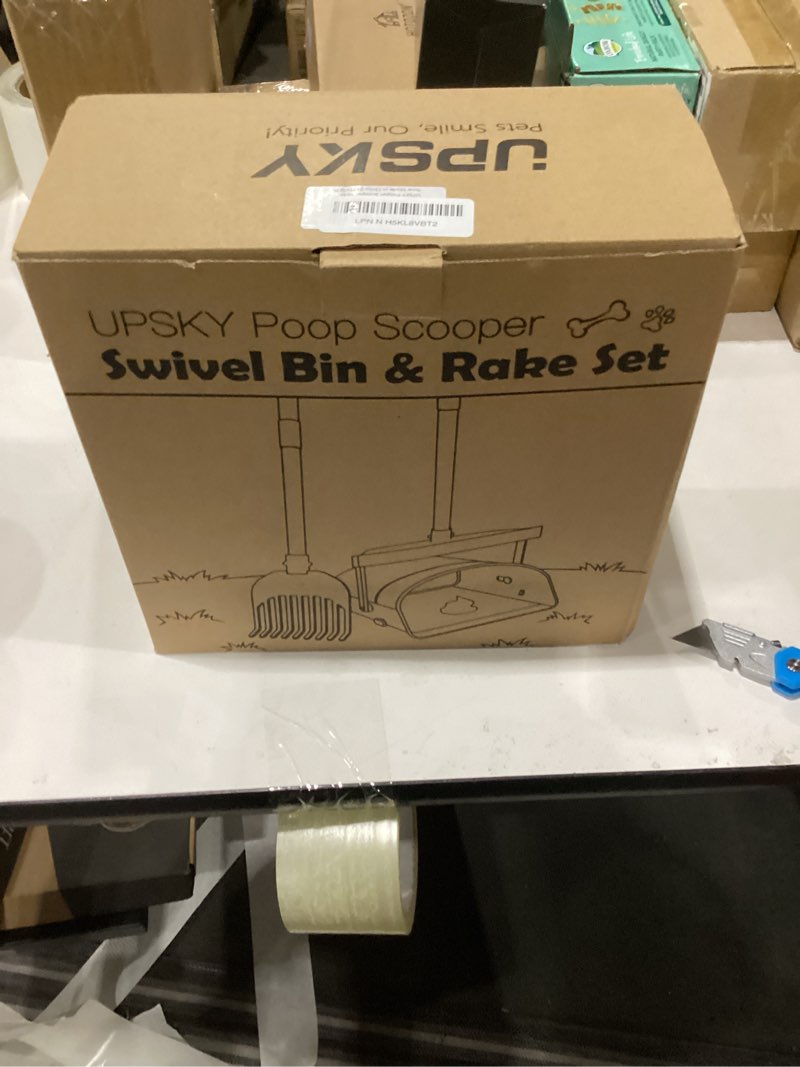 Pets Smile, Our Priority!
UPSKY
LPN N H5KL8VBT2
UPSKY Poop Scooper
Swivel Bin & Rake Set